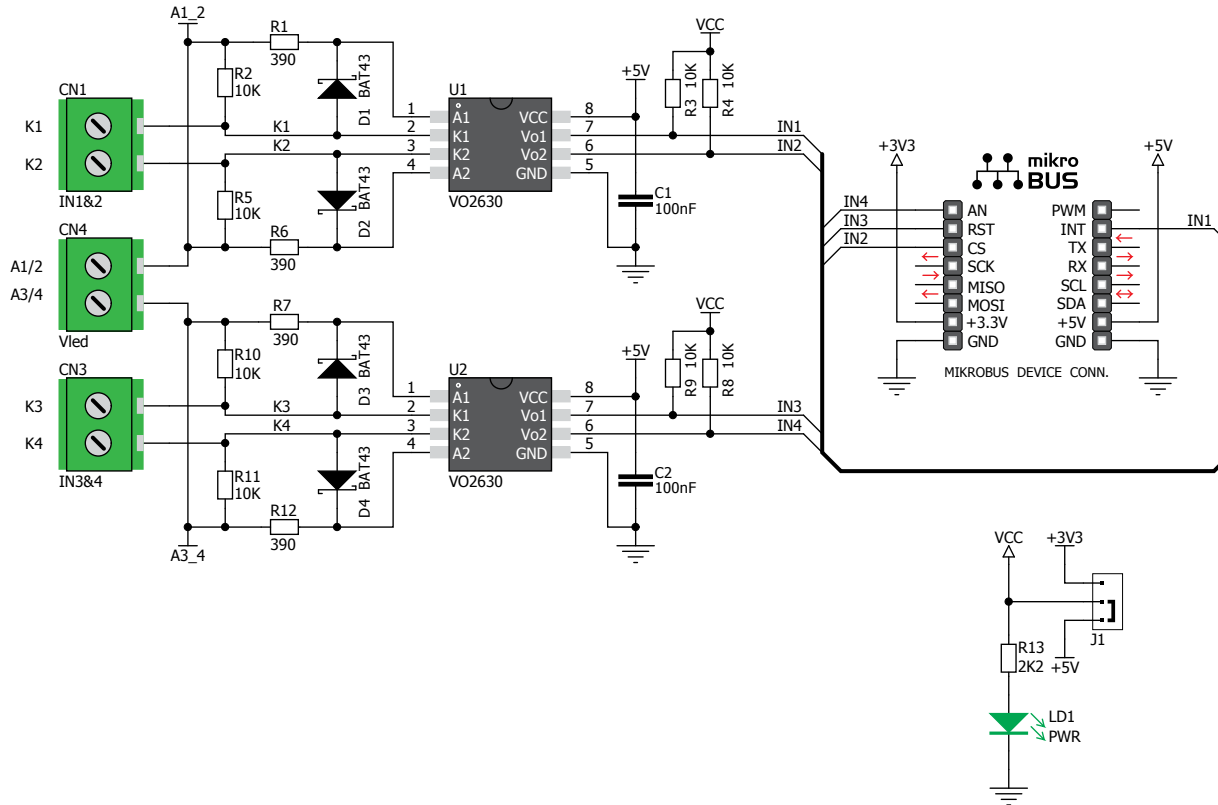 A1_2
R1
390
R2
10K
BAT43
D1
CN1
K1
K2
IN1&2
K1
K2
R5
10K
BAT43
D2
R6
390
CN4
A1/2
A3/4
Vled
U1
1
2
3
4
A1
K1
K2
A2
VCC
Vo1
Vo2
GND
8
7
6
5
VO2630
+5V
C1
100nF
VCC
R3 10K
R4 10K
IN1
IN2
R7
390
R10
10K
BAT43
D3
CN3
K3
K4
IN3&4
K3
K4
R11
10K
BAT43
D4
R12
390
A3_4
U2
1
2
3
4
A1
K1
K2
A2
VCC
Vo1
Vo2
GND
8
7
6
5
VO2630
+5V
C2
100nF
VCC
R9 10K
R8 10K
IN3
IN4
+3V3
mikro
BUS
+5V
IN4
IN3
IN2
AN
RST
CS
SCK
MISO
MOSI
+3.3V
GND
PWM
INT
TX
RX
SCL
SDA
+5V
GND
IN1
MIKROBUS DEVICE CONN.
VCC
+3V3
J1
R13
2K2
+5V
LD1
PWR